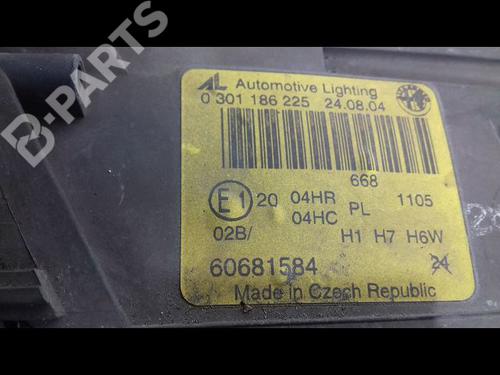 B-PARTS
AL Automotive Lighting
0 301 186 225 24.08.04
668
E1 20 04HR PL 1105
04HC
02B/ H1 H7 H6W
60681584 24
Made in Czech Republic